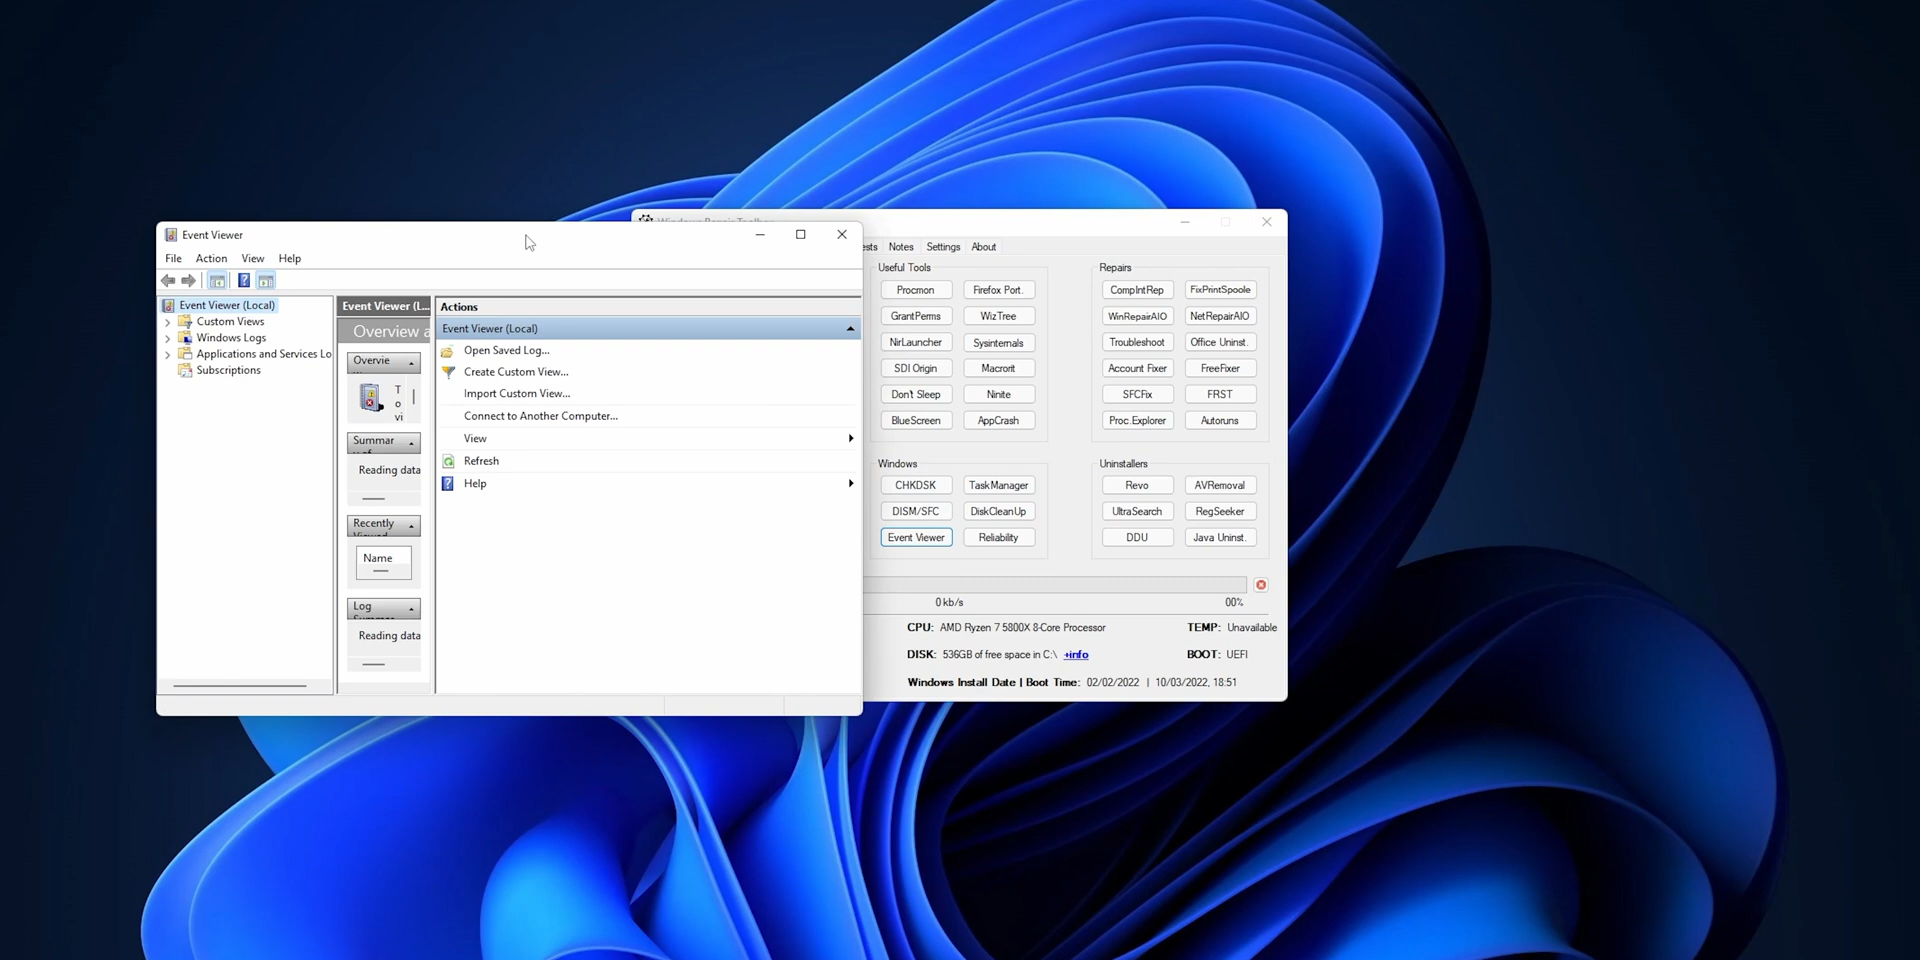 Event Viewer
File Action View Help
Event Viewer (Local)
Custom Views
Windows Logs
Applications and Services Lo
Subscriptions
Event Viewer (L...
Overview a
Overvie
T
o
vi
Summar
Reading data
Recently
Name
Log
Reading data
Actions
Event Viewer (Local)
Open Saved Log...
Create Custom View...
Import Custom View...
Connect to Another Computer...
View
Refresh
Help
ests Notes Settings About
Useful Tools
Procmon Firefox Port.
GrantPerms WizTree
NirLauncher Sysinternals
SDI Origin Macrorit
Don't Sleep Ninite
BlueScreen AppCrash
Repairs
CompIntRep FixPrintSpoole
WinRepairAIO NetRepairAIO
Troubleshoot Office Uninst.
Account Fixer FreeFixer
SFCFix FRST
Proc.Explorer Autoruns
Windows
CHKDSK TaskManager
DISM/SFC DiskCleanUp
Event Viewer Reliability
Uninstallers
Revo AVRemoval
UltraSearch RegSeeker
DDU Java Uninst.
0 kb/s 00%
CPU: AMD Ryzen 7 5800X 8-Core Processor TEMP: Unavailable
DISK: 536GB of free space in C:\ +info BOOT: UEFI
Windows Install Date | Boot Time: 02/02/2022 | 10/03/2022, 18:51